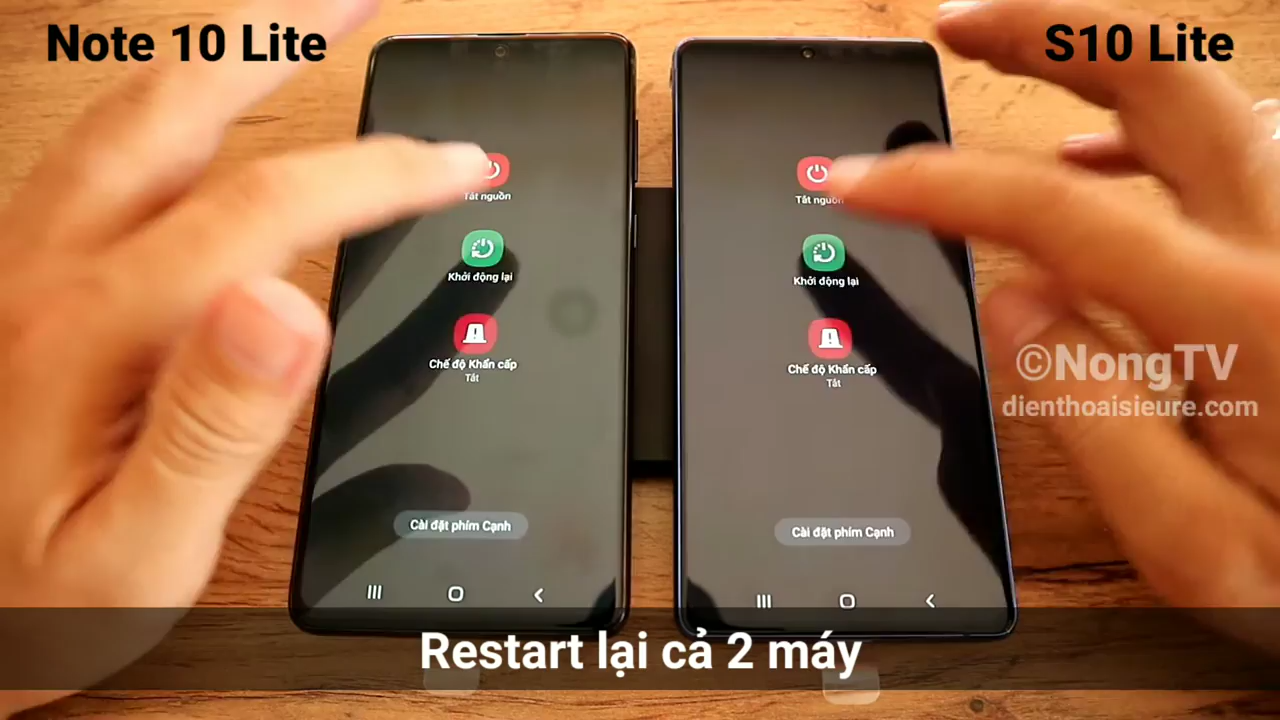 Note 10 Lite
S10 Lite
Tắt nguồn
Khởi động lại
Chế độ Khẩn cấp
Tắt
Cài đặt phím Cạnh
Tắt nguồn
Khởi động lại
Chế độ Khẩn cấp
Tắt
Cài đặt phím Cạnh
©NongTV
dienthoaisieure.com
Restart lại cả 2 máy